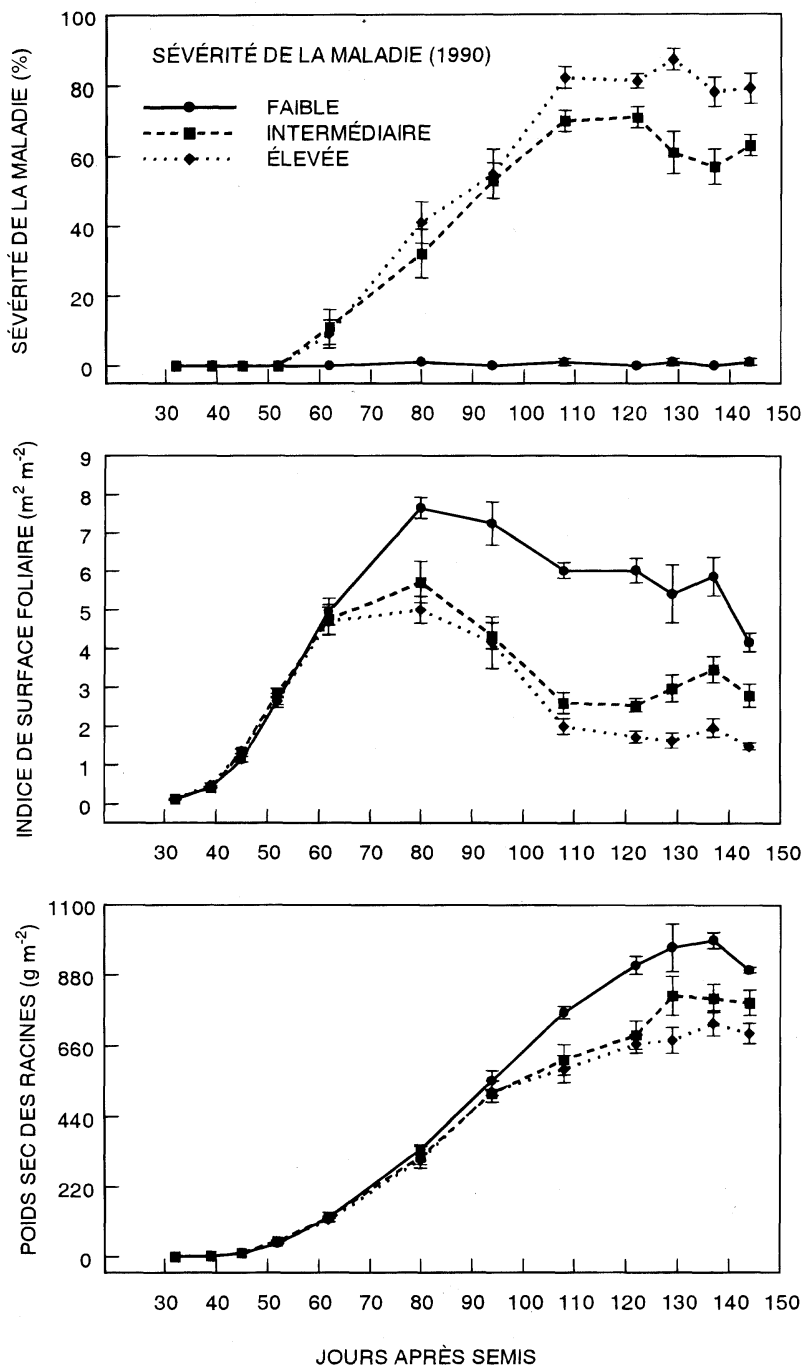 SÉVÉRITÉ DE LA MALADIE (%)
100
80
60
40
20
0
SÉVÉRITÉ DE LA MALADIE (1990)
FAIBLE
INTERMÉDIAIRE
ÉLEVÉE
30 40 50 60 70 80 90 100 110 120 130 140 150
INDICE DE SURFACE FOLIAIRE (m² m⁻²)
9
8
7
6
5
4
3
2
1
0
30 40 50 60 70 80 90 100 110 120 130 140 150
POIDS SEC DES RACINES (g m⁻²)
1100
880
660
440
220
0
30 40 50 60 70 80 90 100 110 120 130 140 150
JOURS APRÈS SEMIS